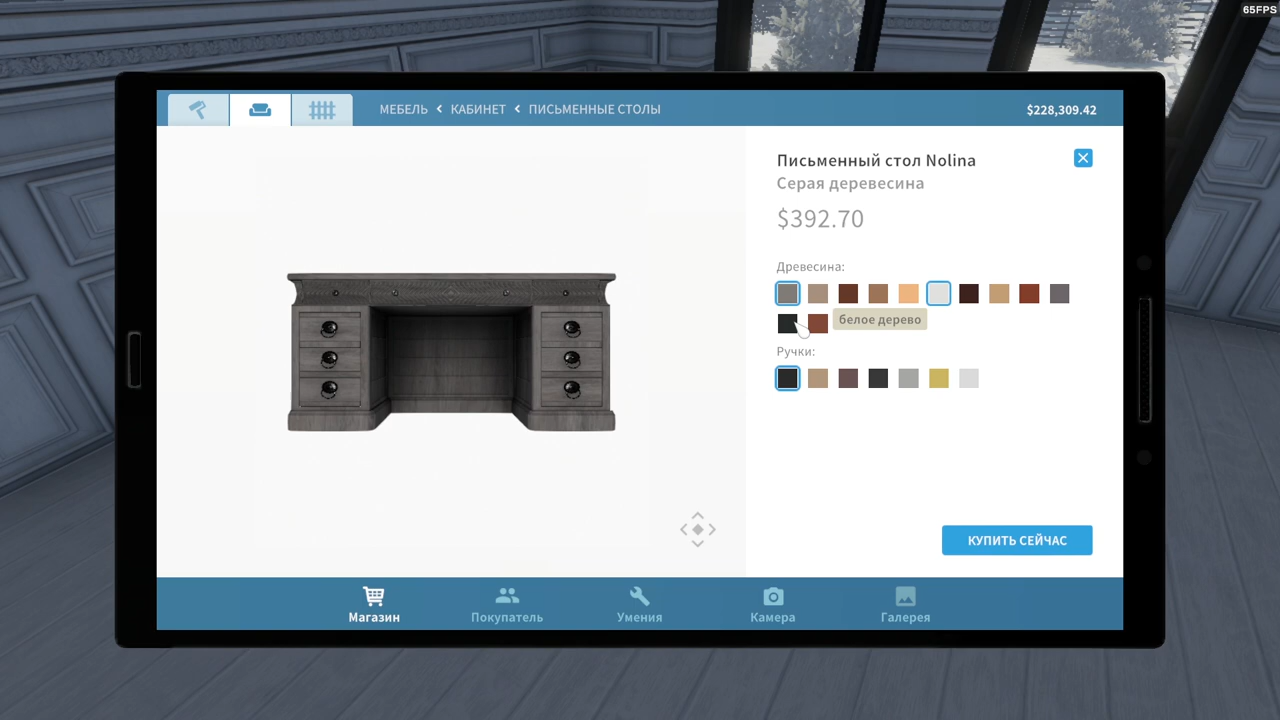 65FPS
МЕБЕЛЬ < КАБИНЕТ < ПИСЬМЕННЫЕ СТОЛЫ
$228,309.42
Письменный стол Nolina
Серая деревесина
$392.70
Древесина:
белое дерево
Ручки:
КУПИТЬ СЕЙЧАС
Магазин
Покупатель
Умения
Камера
Галерея